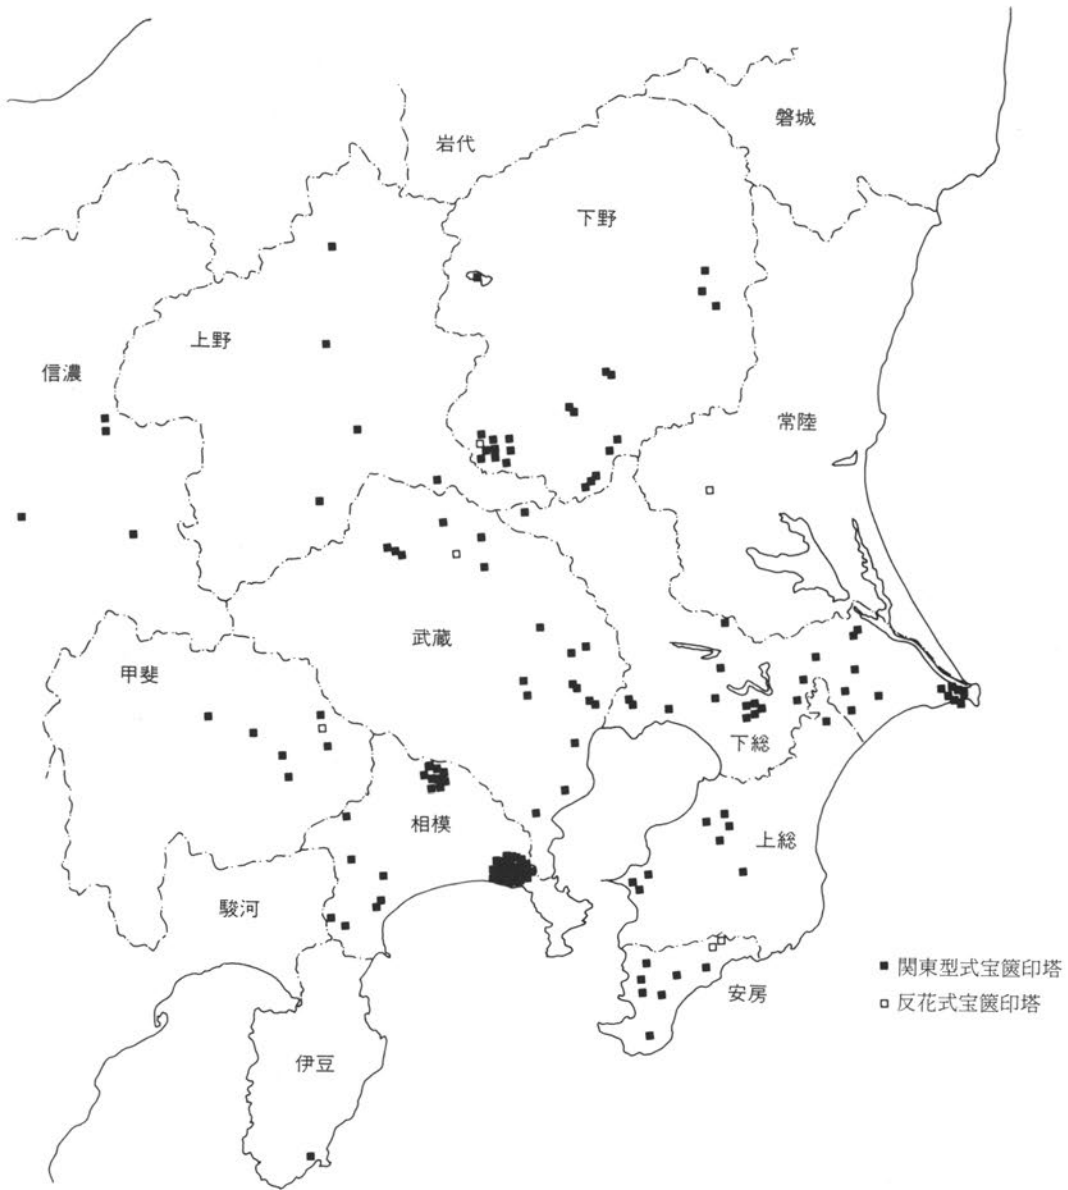 磐城
岩代
下野
上野
信濃
常陸
武蔵
甲斐
下総
相模
上総
駿河
安房
伊豆
■ 関東型式宝篋印塔
□ 反花式宝篋印塔